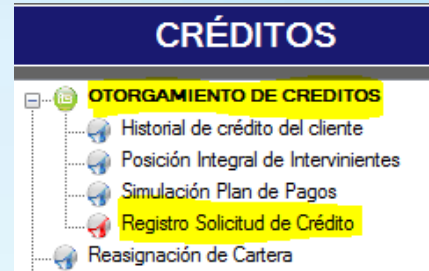 CRÉDITOS
OTORGAMIENTO DE CREDITOS
Historial de crédito del cliente
Posición Integral de Intervinientes
Simulación Plan de Pagos
Registro Solicitud de Crédito
Reasignación de Cartera